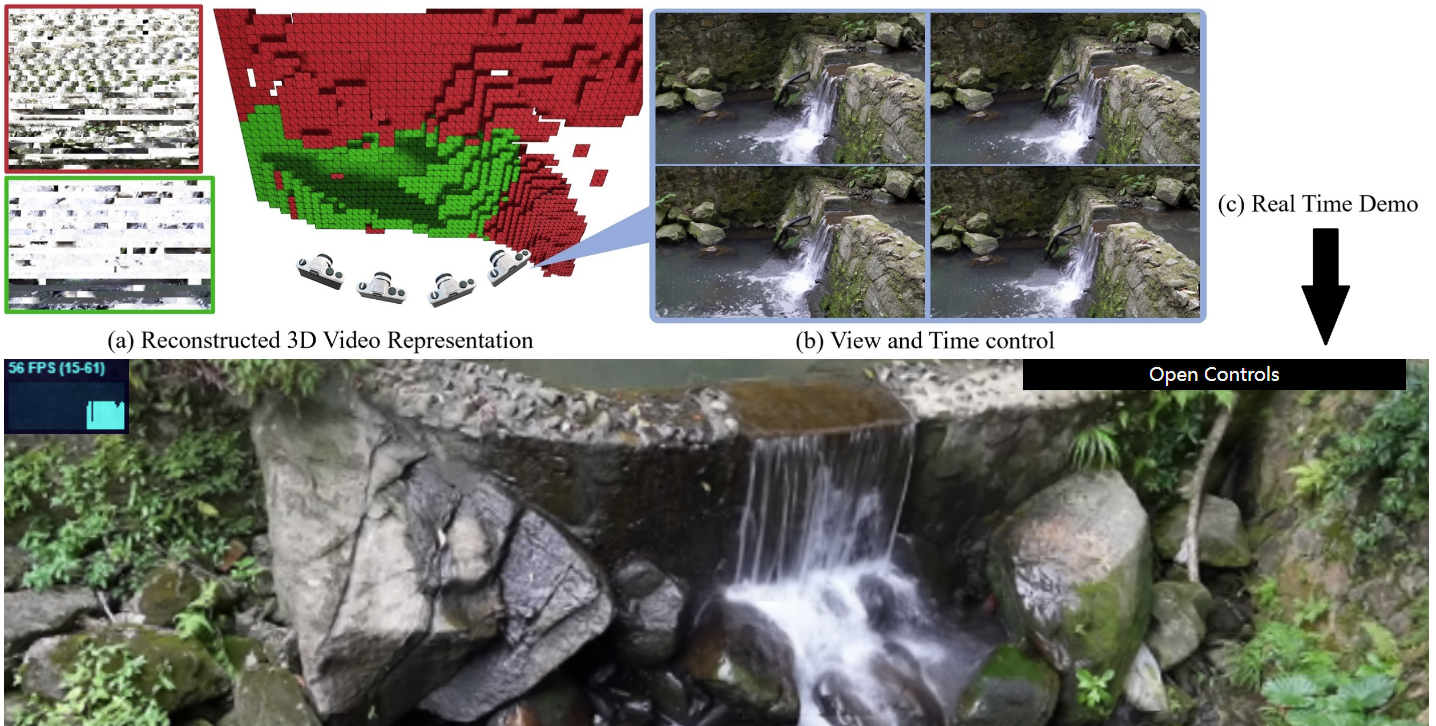 (c) Real Time Demo
(a) Reconstructed 3D Video Representation
(b) View and Time control
56 FPS (15-61)
Open Controls